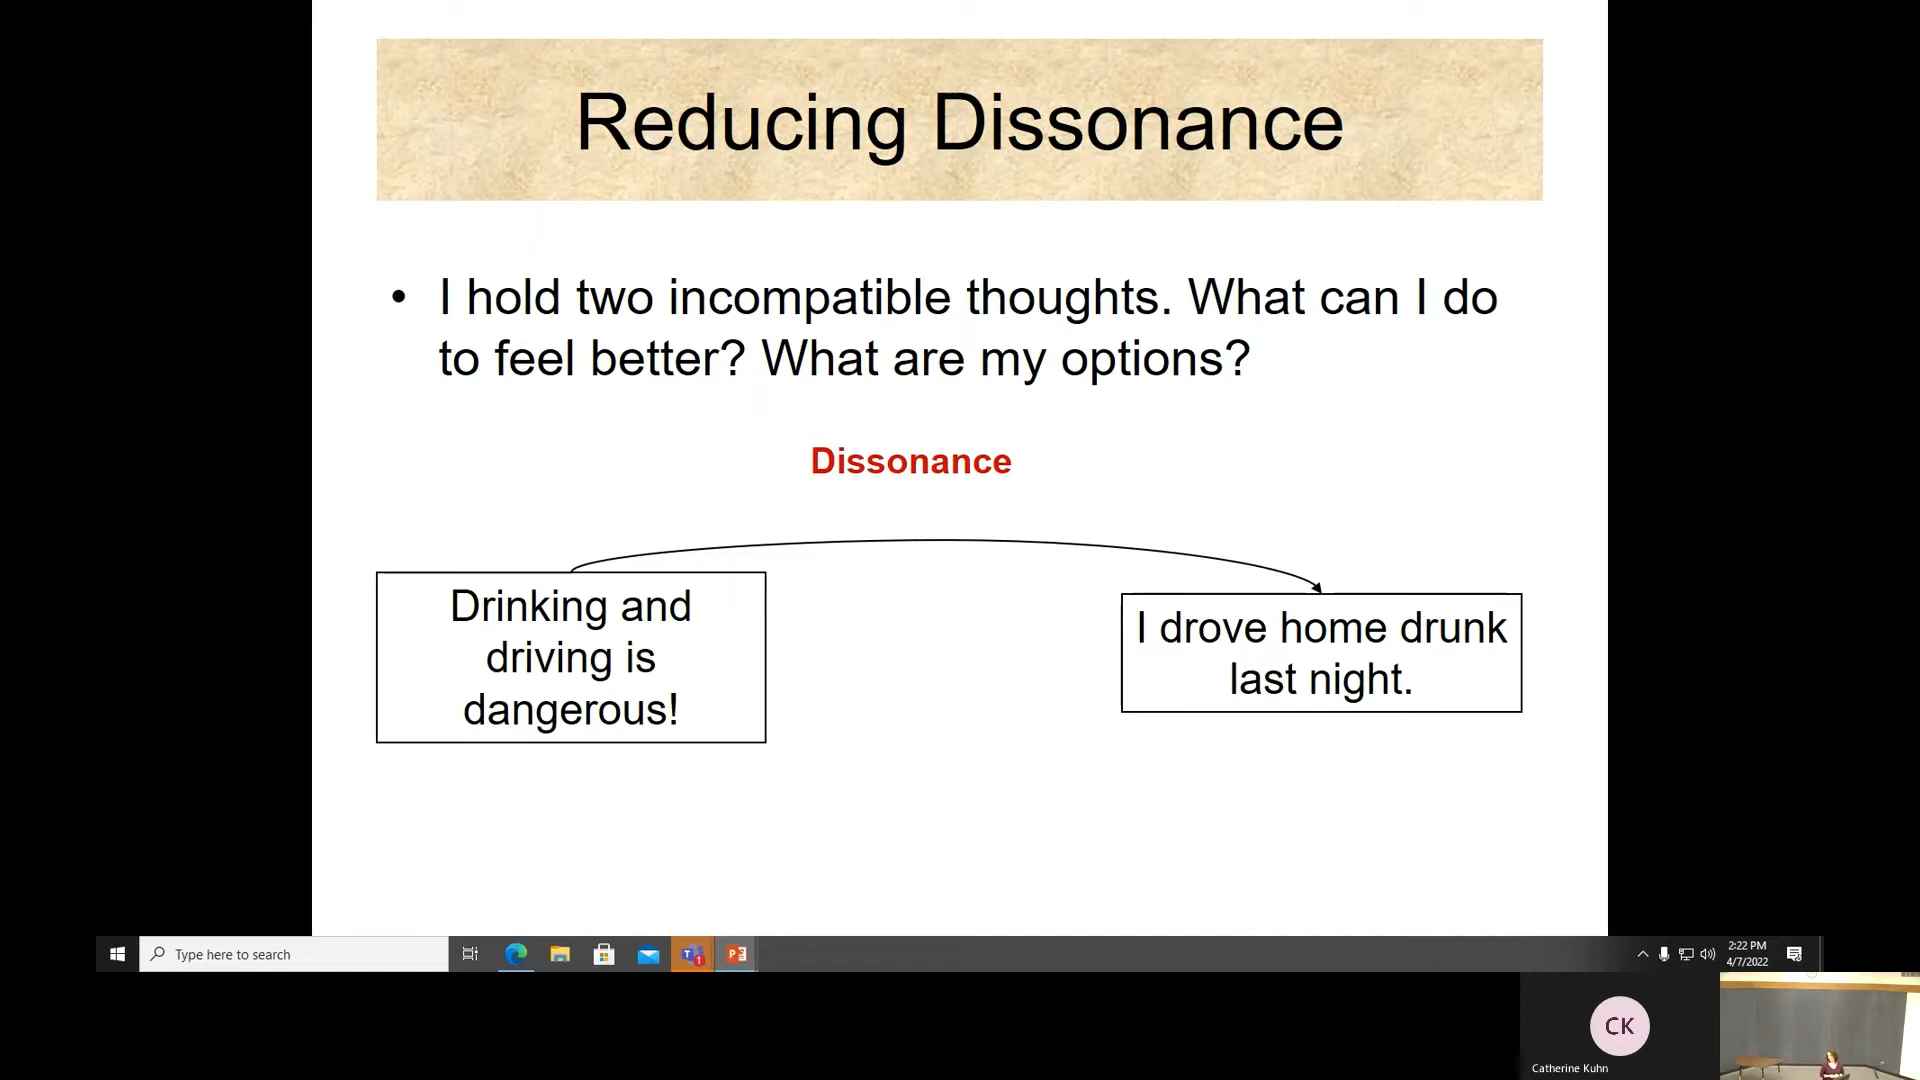 Reducing Dissonance
• I hold two incompatible thoughts. What can I do
to feel better? What are my options?
Dissonance
Drinking and
driving is
dangerous!
I drove home drunk
last night.
Type here to search
2:22 PM
4/7/2022
CK
Catherine Kuhn